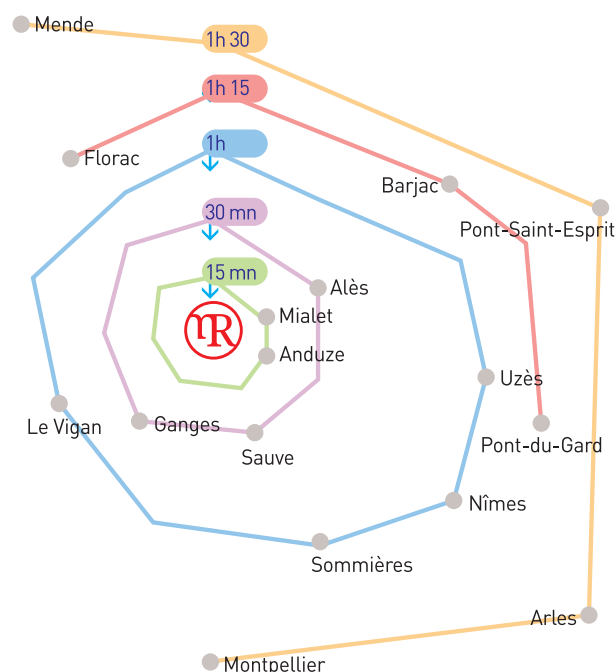 Mende
1h 30
1h 15
Florac
1h
Barjac
30 mn
Pont-Saint-Esprit
15 mn
Alès
Mialet
mR
Anduze
Uzès
Le Vigan
Ganges
Pont-du-Gard
Sauve
Nîmes
Sommières
Arles
Montpellier